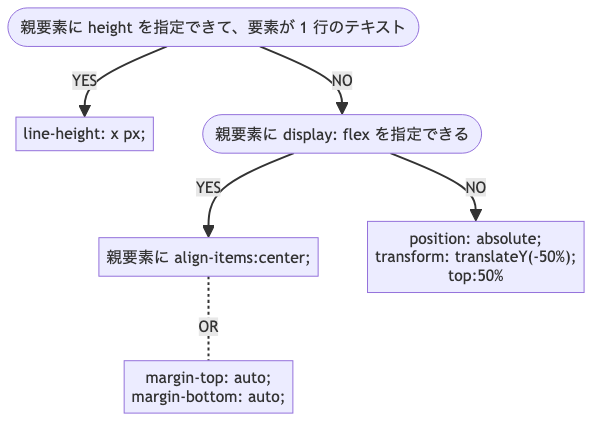 親要素に height を指定できて、要素が 1 行のテキスト
YES
NO
line-height: x px;
親要素に display: flex を指定できる
YES
NO
親要素に align-items:center;
position: absolute;
transform: translateY(-50%);
top:50%
OR
margin-top: auto;
margin-bottom: auto;